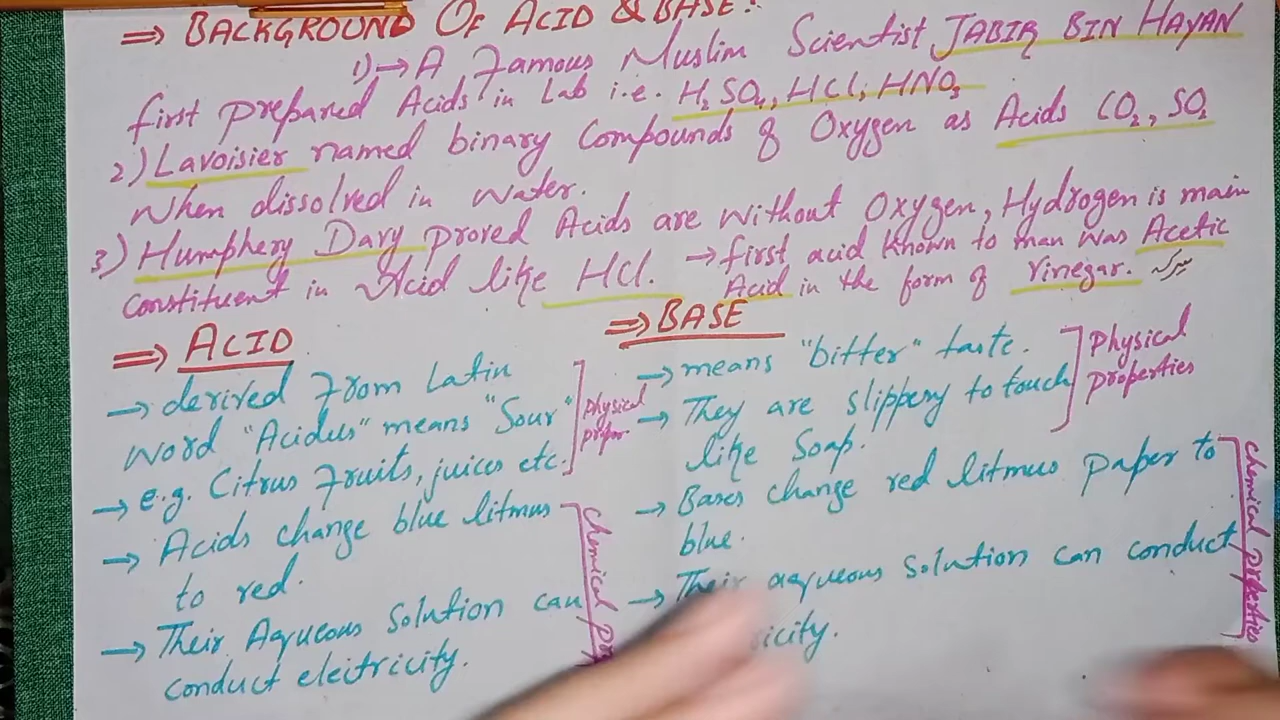 ⇒ BACKGROUND OF ACID & BASE:
1)→ A Famous Muslim Scientist JABIR BIN HAYAN
first prepared Acids in Lab i.e. H₂SO₄, HCl, HNO₃
2) Lavoisier named binary Compounds of Oxygen as Acids CO₂, SO₂
When dissolved in Water.
3) Humphery Davy proved Acids are without Oxygen, Hydrogen is main
constituent in Acid like HCl. → first acid known to man was Acetic
Acid in the form of Vinegar. سرکہ
⇒ ACID
→ derived from Latin
word "Acidus" means "Sour"
→ e.g. Citrus Fruits, juices etc.
Physical
→ Acids change blue litmus
to red.
→ Their Aqueous Solution can
conduct electricity.
chemical
⇒ BASE
→ means "bitter" taste.
→ They are slippery to touch
like Soap.
Physical
properties
→ Bases change red litmus paper to
blue.
→ Their aqueous Solution can conduct
chemical properties